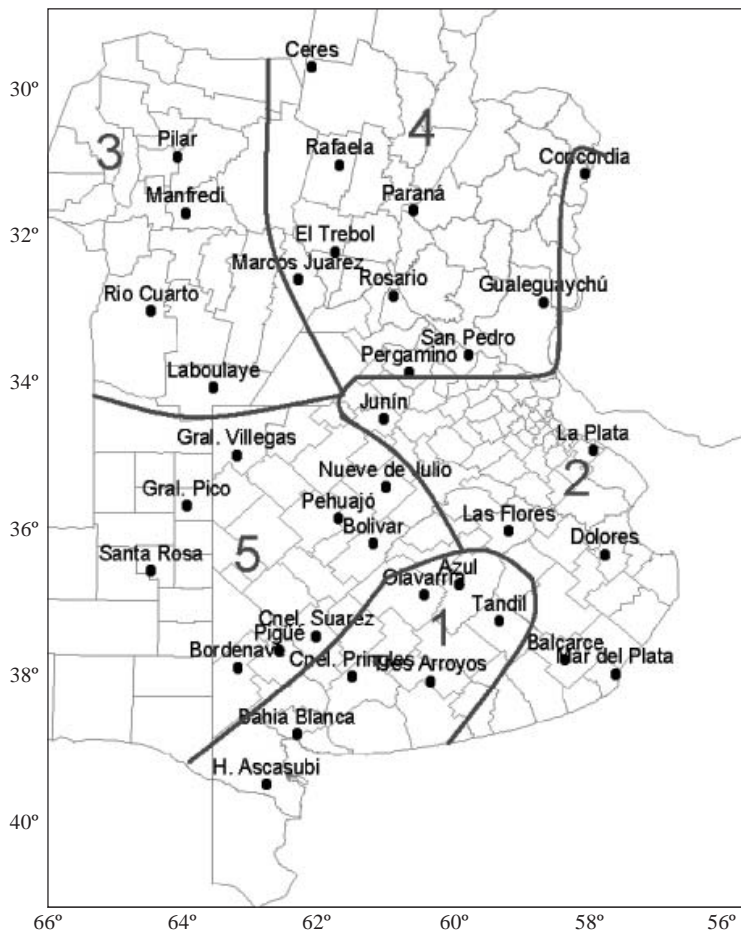 Ceres
30º
4
3
Pilar
Rafaela
Concordia
Manfredi
Paraná
32º
El Trebol
Marcos Juarez
Rosario
Gualeguaychú
Rio Cuarto
San Pedro
Pergamino
Laboulaye
34º
Junín
Gral. Villegas
La Plata
Nueve de Julio
2
Gral. Pico
Pehuajó
Las Flores
36º
Bolivar
Dolores
Santa Rosa
5
Azul
Olavarría
Tandil
Cnel. Suarez
1
Pigüé
Balcarce
Bordenave
Mar del Plata
Cnel. Pringles
Tres Arroyos
38º
Bahia Blanca
H. Ascasubi
40º
66º 64º 62º 60º 58º 56º